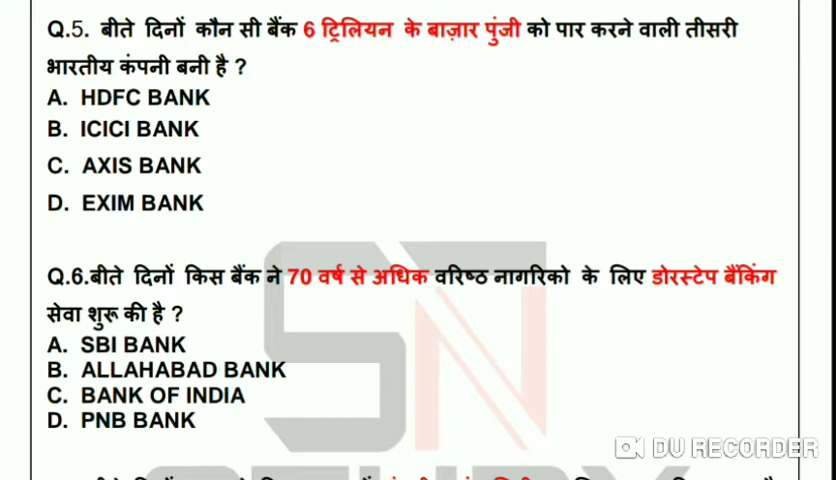 Q.5. बीते दिनों कौन सी बैंक 6 ट्रिलियन के बाज़ार पुंजी को पार करने वाली तीसरी
भारतीय कंपनी बनी है ?
A. HDFC BANK
B. ICICI BANK
C. AXIS BANK
D. EXIM BANK
Q.6.बीते दिनों किस बैंक ने 70 वर्ष से अधिक वरिष्ठ नागरिको के लिए डोरस्टेप बैंकिंग
सेवा शुरू की है ?
A. SBI BANK
B. ALLAHABAD BANK
C. BANK OF INDIA
D. PNB BANK
SN
DU RECORDER